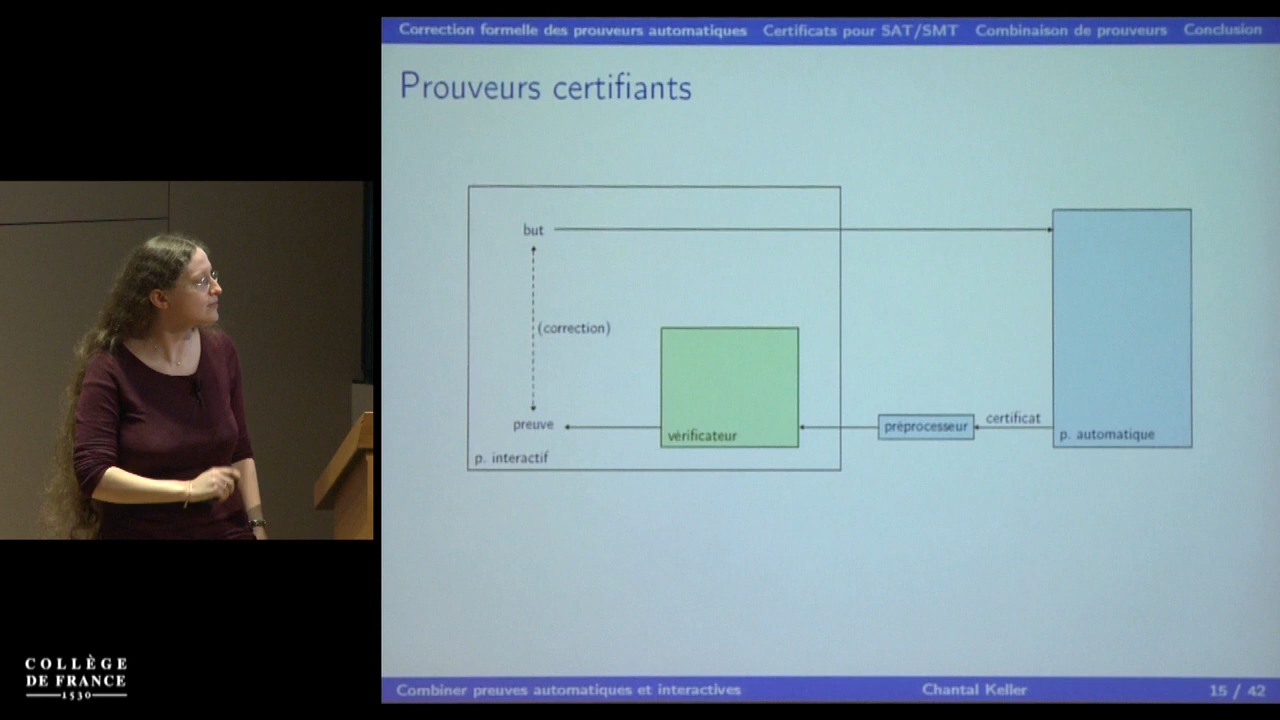 Correction formelle des prouveurs automatiques Certificats pour SAT/SMT Combinaison de prouveurs Conclusion
Prouveurs certifiants
but
(correction)
preuve
vérificateur
préprocesseur
certificat
p. automatique
p. interactif
COLLÈGE
DE FRANCE
1530
Combiner preuves automatiques et interactives Chantal Keller 15 / 42